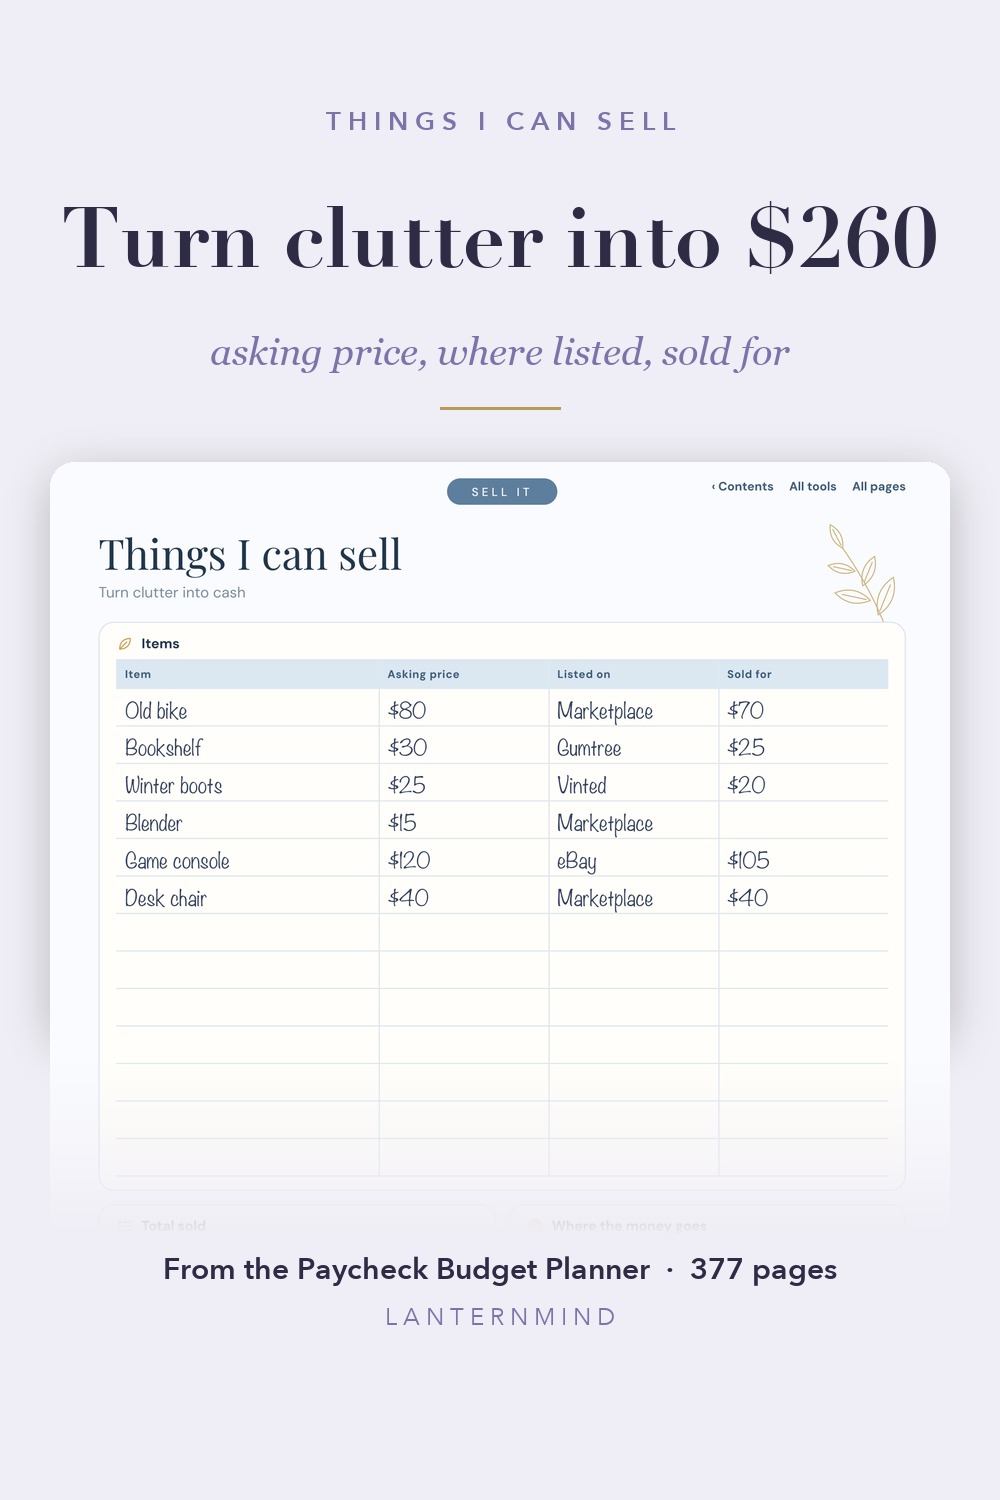 THINGS I CAN SELL
Turn clutter into $260
asking price, where listed, sold for
SELL IT
‹ Contents All tools All pages
Things I can sell
Turn clutter into cash
Items
Item Asking price Listed on Sold for
Old bike $80 Marketplace $70
Bookshelf $30 Gumtree $25
Winter boots $25 Vinted $20
Blender $15 Marketplace
Game console $120 eBay $105
Desk chair $40 Marketplace $40
Total sold Where the money goes
From the Paycheck Budget Planner · 377 pages
LANTERNMIND